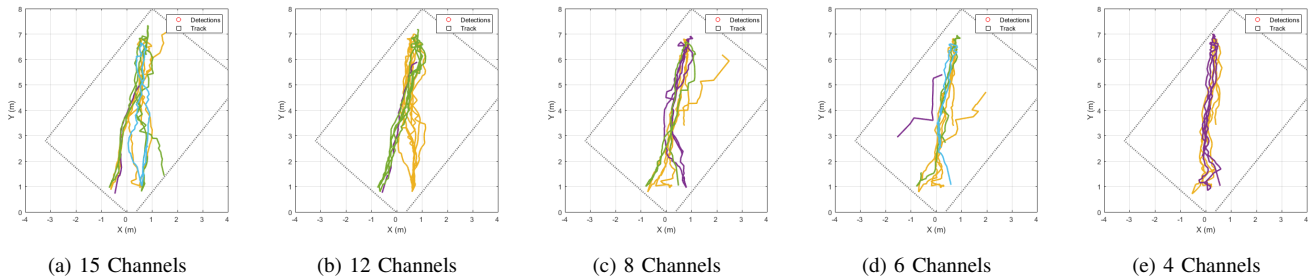 8
7
6
5
4
3
2
1
0
Y (m)
-4 -3 -2 -1 0 1 2 3 4
X (m)
Detections
Track
(a) 15 Channels
8
7
6
5
4
3
2
1
0
Y (m)
-4 -3 -2 -1 0 1 2 3 4
X (m)
Detections
Track
(b) 12 Channels
8
7
6
5
4
3
2
1
0
Y (m)
-4 -3 -2 -1 0 1 2 3 4
X (m)
Detections
Track
(c) 8 Channels
8
7
6
5
4
3
2
1
0
Y (m)
-4 -3 -2 -1 0 1 2 3 4
X (m)
Detections
Track
(d) 6 Channels
8
7
6
5
4
3
2
1
0
Y (m)
-4 -3 -2 -1 0 1 2 3 4
X (m)
Detections
Track
(e) 4 Channels